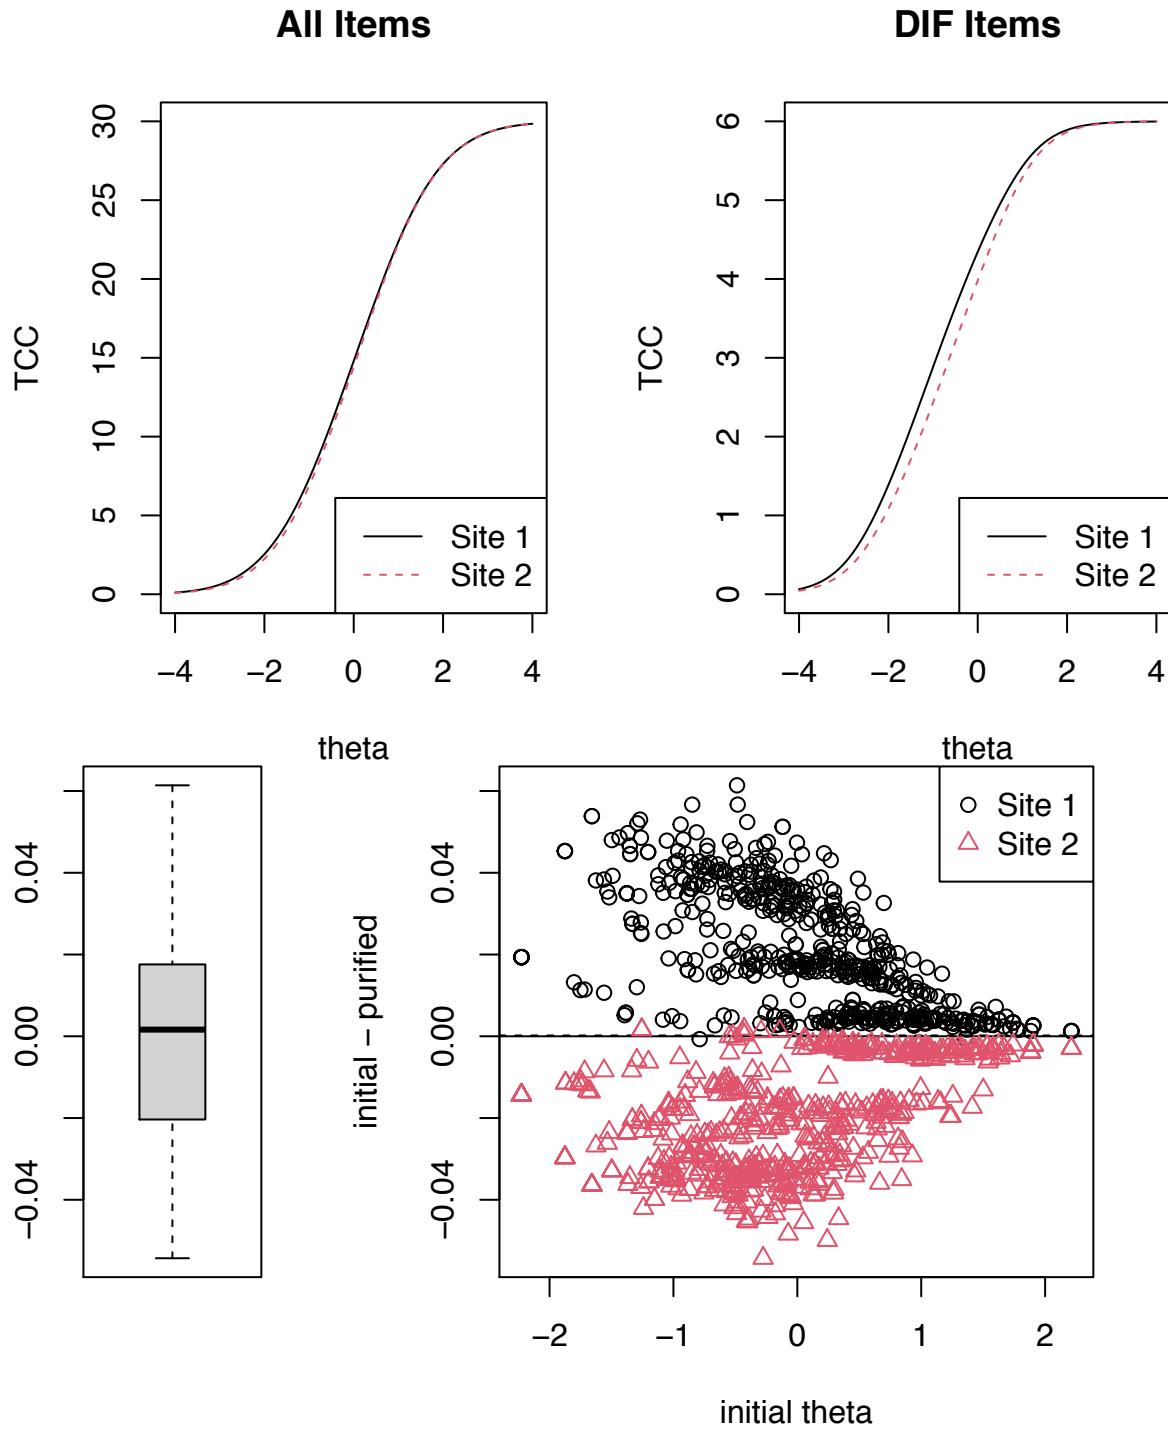 All Items
TCC
30
25
20
15
10
5
0
−4 −2 0 2 4
theta
Site 1
Site 2
DIF Items
TCC
6
5
4
3
2
1
0
−4 −2 0 2 4
theta
Site 1
Site 2
0.04
0.00
−0.04
initial − purified
0.04
0.00
−0.04
−2 −1 0 1 2
initial theta
Site 1
Site 2